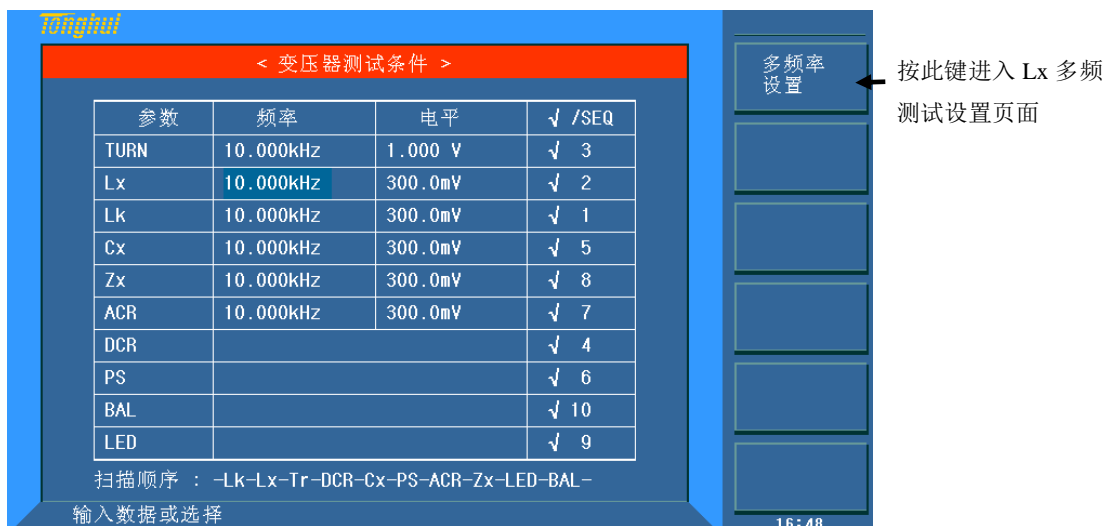 Tonghui
< 变压器测试条件 >
参数 频率 电平 √ /SEQ
TURN 10.000kHz 1.000 V √ 3
Lx 10.000kHz 300.0mV √ 2
Lk 10.000kHz 300.0mV √ 1
Cx 10.000kHz 300.0mV √ 5
Zx 10.000kHz 300.0mV √ 8
ACR 10.000kHz 300.0mV √ 7
DCR √ 4
PS √ 6
BAL √ 10
LED √ 9
扫描顺序 : -Lk-Lx-Tr-DCR-Cx-PS-ACR-Zx-LED-BAL-
输入数据或选择
多频率
设置
16:48
按此键进入 Lx 多频
测试设置页面